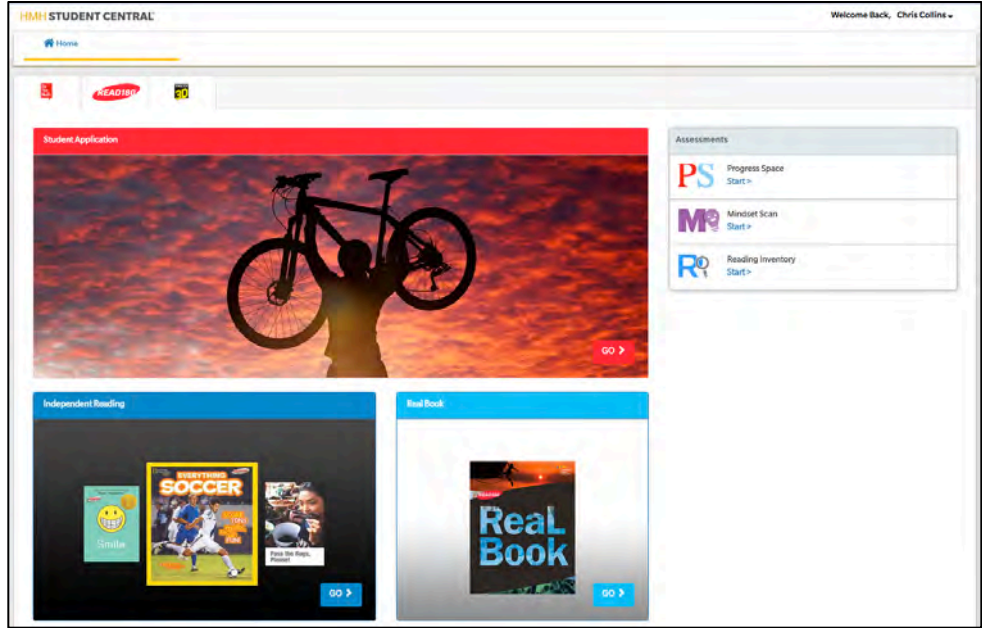 HMH STUDENT CENTRAL
Welcome Back, Chris Collins
Home
READ180
Student Application
GO
Assessments
PS
Progress Space
Start >
Mindset Scan
Start >
Reading Inventory
Start >
Independent Reading
EVERYTHING
SOCCER
Smile
Pass the Reps,
Please!
GO
Real Book
ReaL
Book
GO